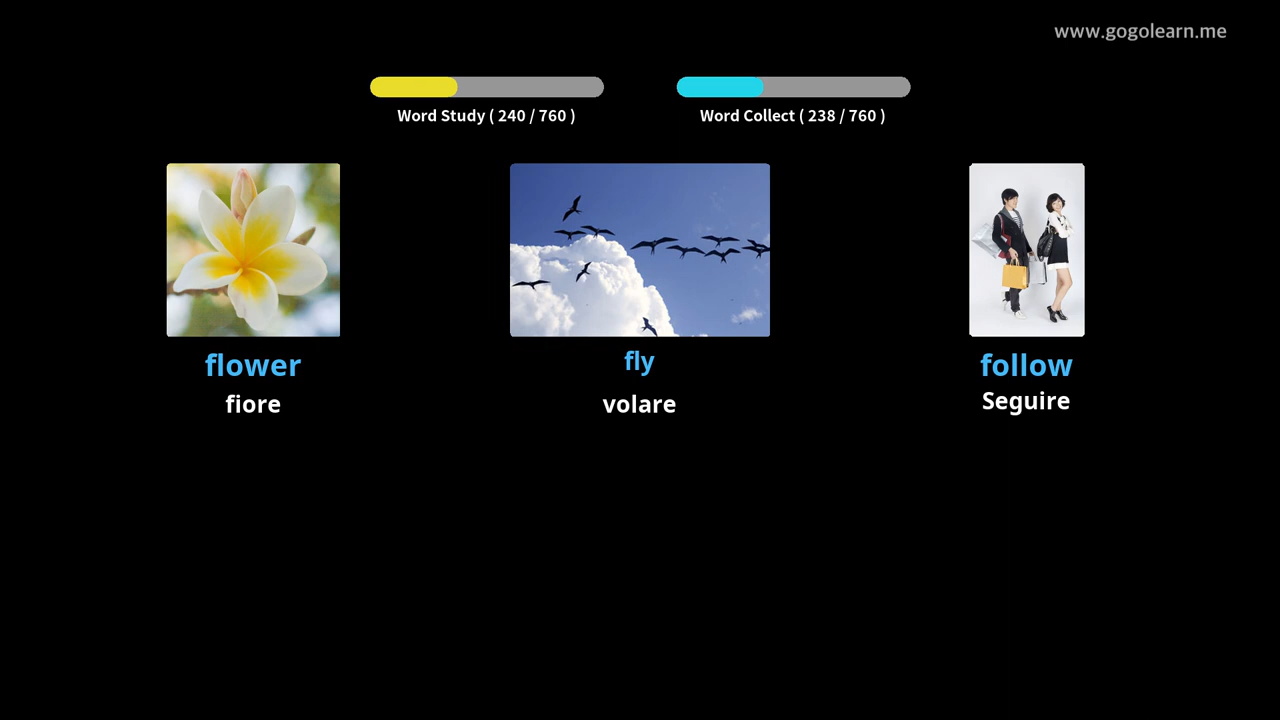 www.gogolearn.me
Word Study ( 240 / 760 )
Word Collect ( 238 / 760 )
flower
fiore
fly
volare
follow
Seguire